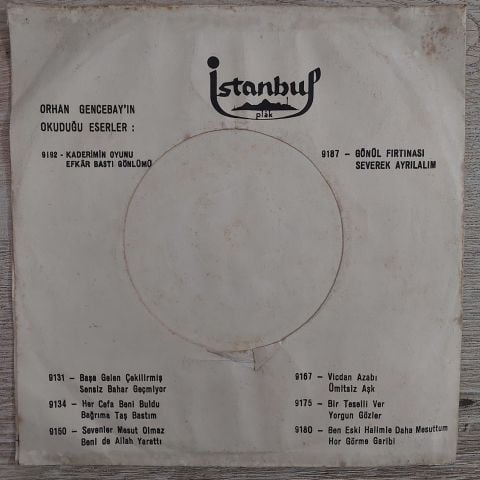 istanbul
plâk
ORHAN GENCEBAY'IN
OKUDUĞU ESERLER :
9192 – KADERİMİN OYUNU
EFKÂR BASTI GÖNLÜMÜ
9187 – GÖNÜL FIRTINASI
SEVEREK AYRILALIM
9131 – Başa Gelen Çekilirmiş
Sensiz Bahar Geçmiyor
9134 – Her Cefa Beni Buldu
Bağrıma Taş Bastım
9150 – Sevenler Mesut Olmaz
Beni de Allah Yarattı
9167 – Vicdan Azabı
Ümitsiz Aşk
9175 – Bir Teselli Ver
Yorgun Gözler
9180 – Ben Eski Halimle Daha Mesuttum
Hor Görme Garibi